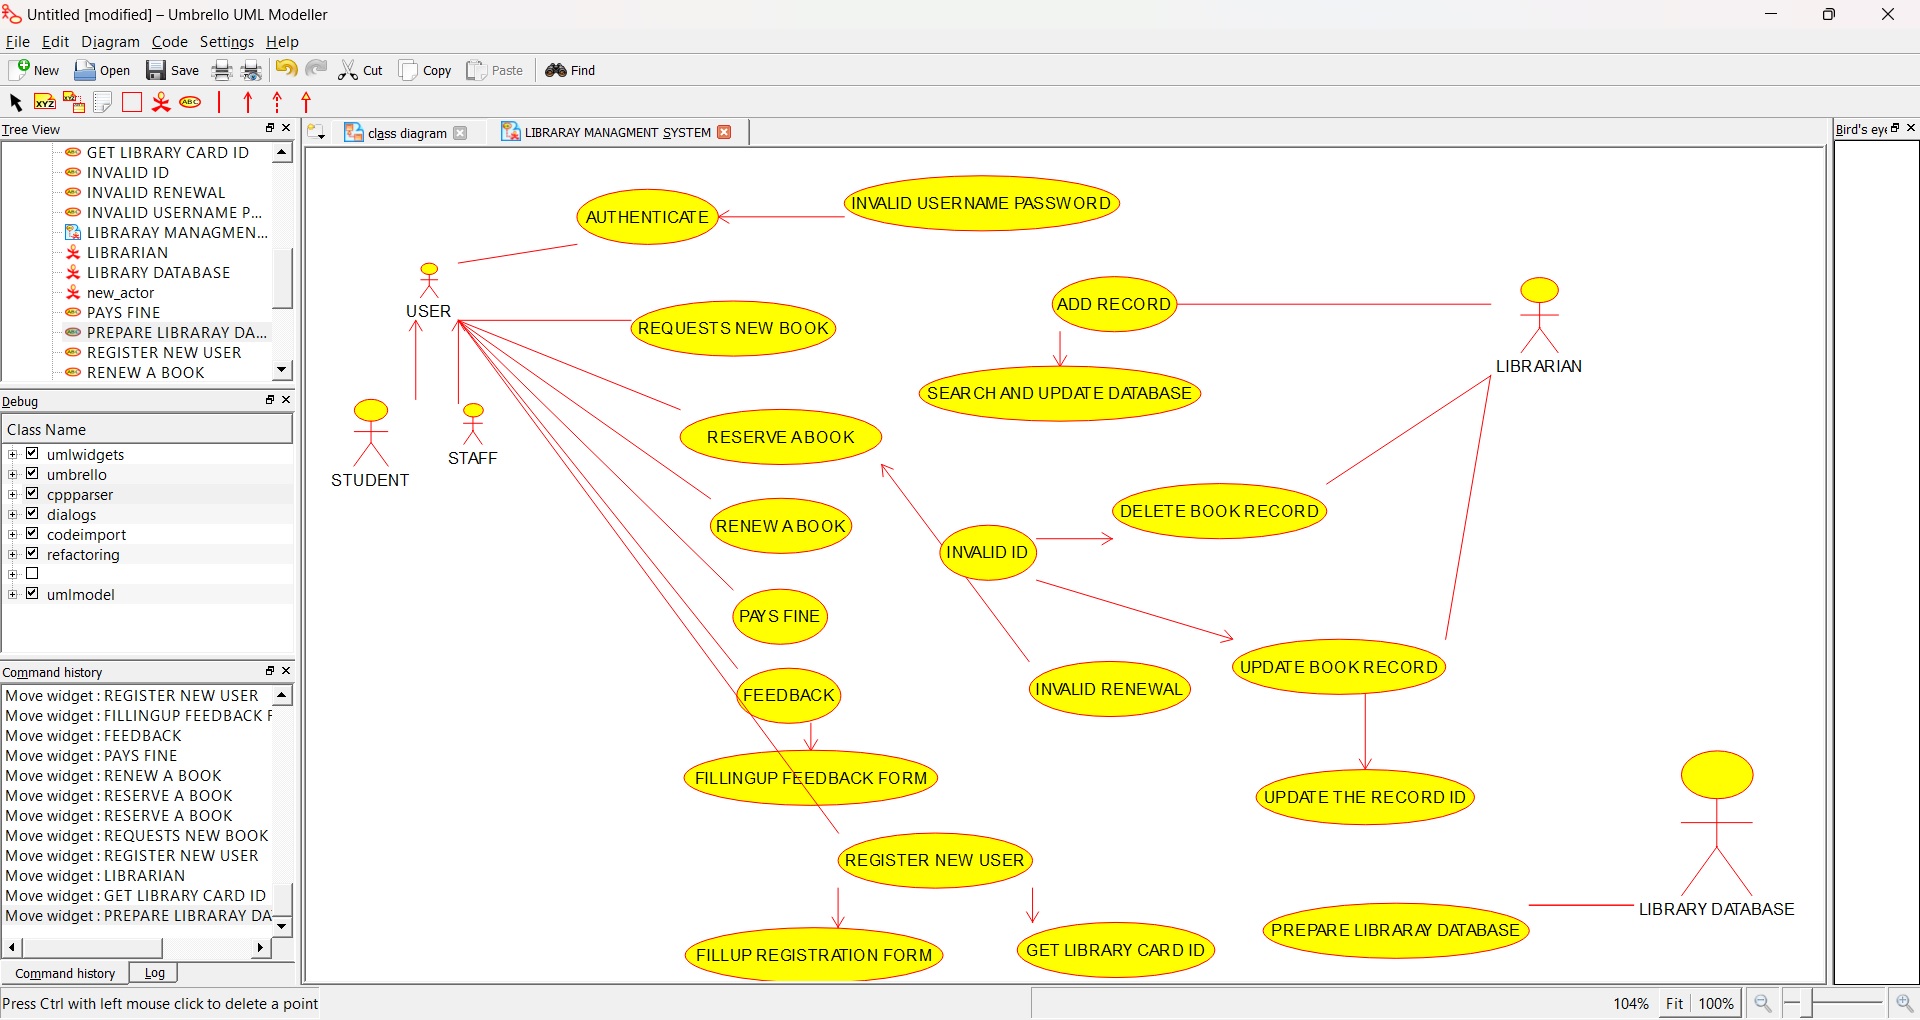 Untitled [modified] – Umbrello UML Modeller
File Edit Diagram Code Settings Help
New Open Save Cut Copy Paste Find
Tree View
GET LIBRARY CARD ID
INVALID ID
INVALID RENEWAL
INVALID USERNAME P...
LIBRARAY MANAGMEN...
LIBRARIAN
LIBRARY DATABASE
new_actor
PAYS FINE
PREPARE LIBRARAY DA...
REGISTER NEW USER
RENEW A BOOK
Debug
Class Name
umlwidgets
umbrello
cppparser
dialogs
codeimport
refactoring
umlmodel
Command history
Move widget : REGISTER NEW USER
Move widget : FILLINGUP FEEDBACK F
Move widget : FEEDBACK
Move widget : PAYS FINE
Move widget : RENEW A BOOK
Move widget : RESERVE A BOOK
Move widget : RESERVE A BOOK
Move widget : REQUESTS NEW BOOK
Move widget : REGISTER NEW USER
Move widget : LIBRARIAN
Move widget : GET LIBRARY CARD ID
Move widget : PREPARE LIBRARAY DA
Command history Log
Press Ctrl with left mouse click to delete a point
class diagram LIBRARAY MANAGMENT SYSTEM
Bird's eye
AUTHENTICATE
INVALID USERNAME PASSWORD
USER
REQUESTS NEW BOOK
ADD RECORD
LIBRARIAN
SEARCH AND UPDATE DATABASE
STUDENT
STAFF
RESERVE A BOOK
RENEW A BOOK
DELETE BOOK RECORD
INVALID ID
PAYS FINE
FEEDBACK
INVALID RENEWAL
UPDATE BOOK RECORD
FILLINGUP FEEDBACK FORM
UPDATE THE RECORD ID
REGISTER NEW USER
LIBRARY DATABASE
PREPARE LIBRARAY DATABASE
FILLUP REGISTRATION FORM
GET LIBRARY CARD ID
104% Fit 100%